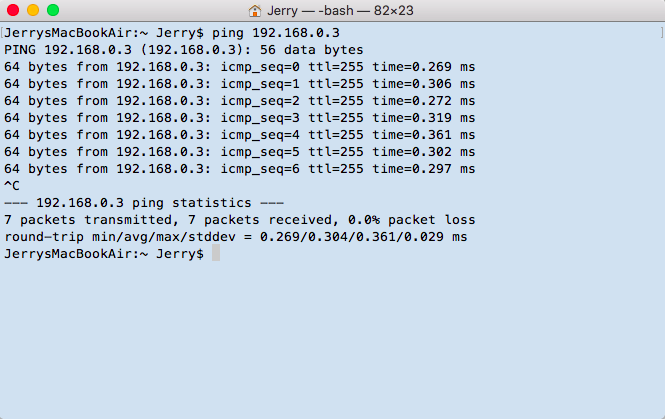 Jerry — -bash — 82×23
JerrysMacBookAir:~ Jerry$ ping 192.168.0.3
PING 192.168.0.3 (192.168.0.3): 56 data bytes
64 bytes from 192.168.0.3: icmp_seq=0 ttl=255 time=0.269 ms
64 bytes from 192.168.0.3: icmp_seq=1 ttl=255 time=0.306 ms
64 bytes from 192.168.0.3: icmp_seq=2 ttl=255 time=0.272 ms
64 bytes from 192.168.0.3: icmp_seq=3 ttl=255 time=0.319 ms
64 bytes from 192.168.0.3: icmp_seq=4 ttl=255 time=0.361 ms
64 bytes from 192.168.0.3: icmp_seq=5 ttl=255 time=0.302 ms
64 bytes from 192.168.0.3: icmp_seq=6 ttl=255 time=0.297 ms
^C
--- 192.168.0.3 ping statistics ---
7 packets transmitted, 7 packets received, 0.0% packet loss
round-trip min/avg/max/stddev = 0.269/0.304/0.361/0.029 ms
JerrysMacBookAir:~ Jerry$